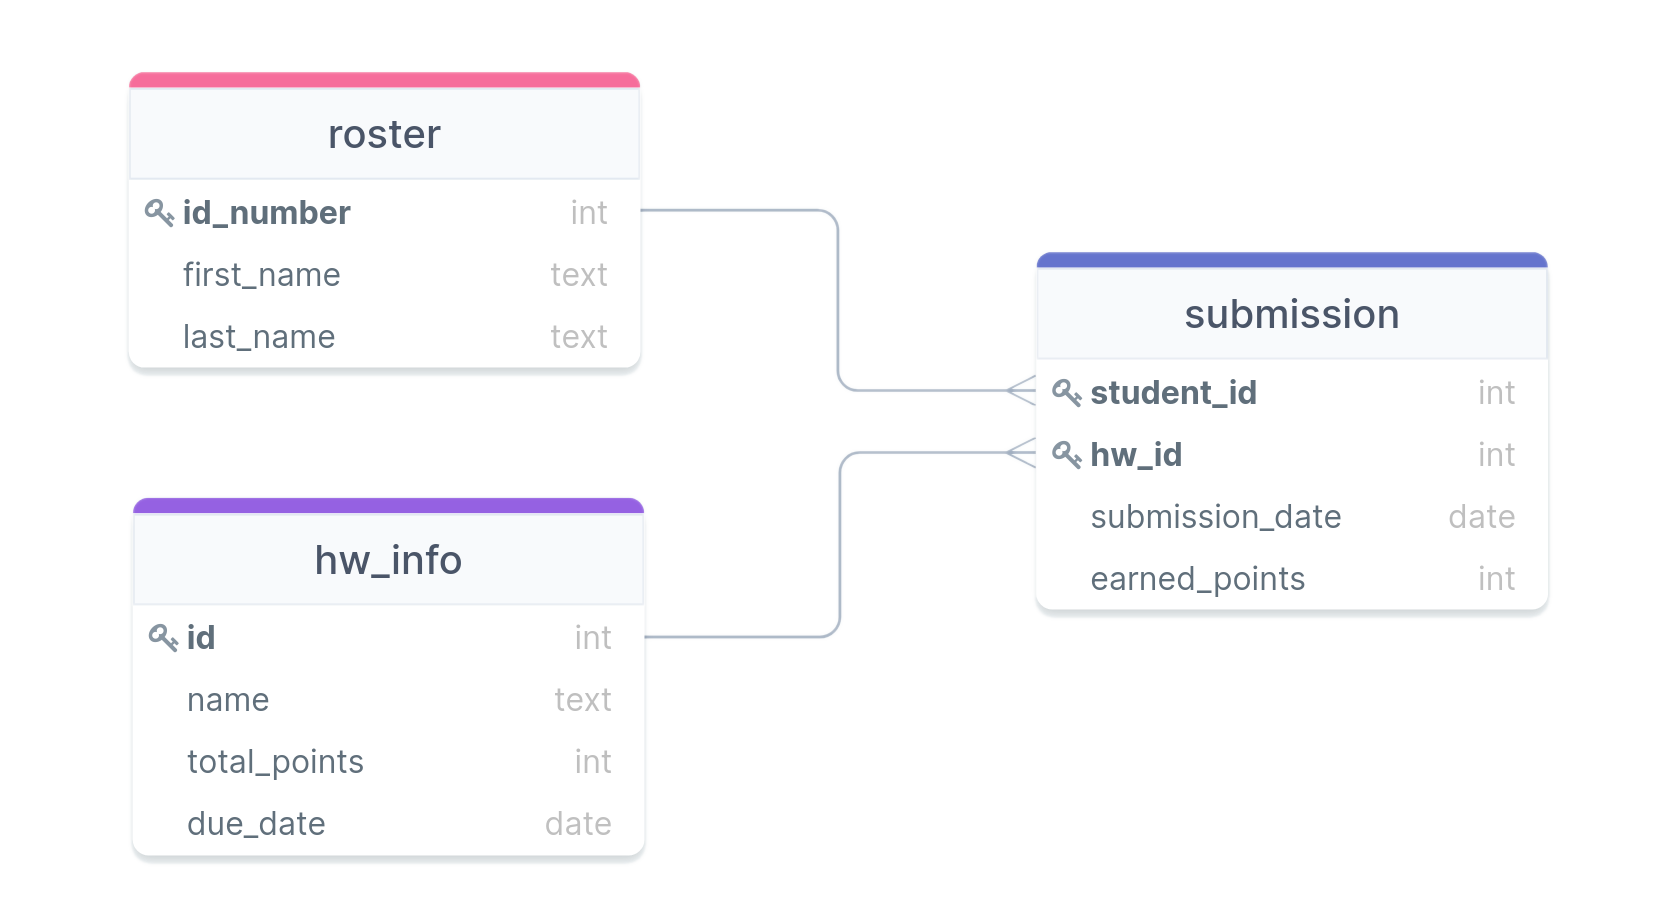 roster
id_number int
first_name text
last_name text
submission
student_id int
hw_id int
submission_date date
earned_points int
hw_info
id int
name text
total_points int
due_date date